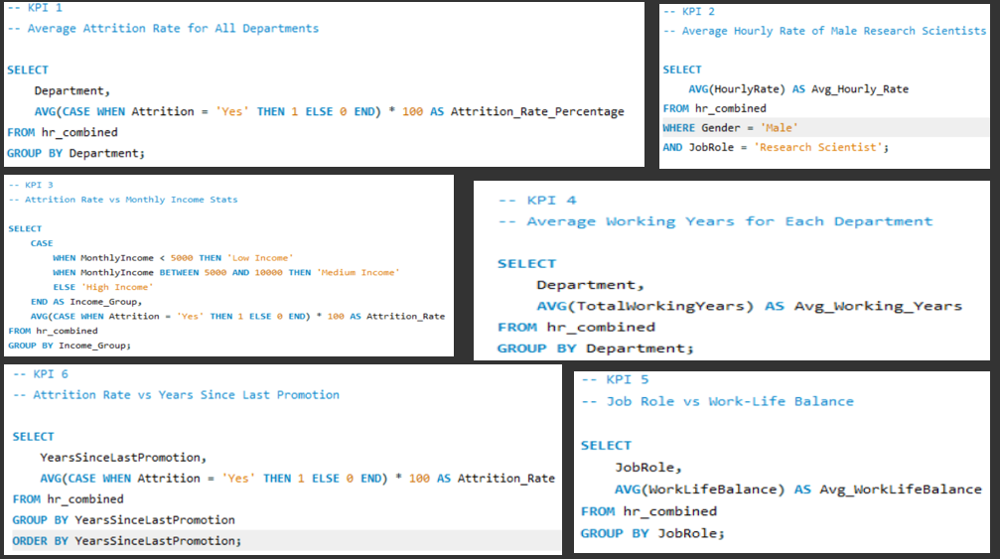 -- KPI 1
-- Average Attrition Rate for All Departments
SELECT
Department,
AVG(CASE WHEN Attrition = 'Yes' THEN 1 ELSE 0 END) * 100 AS Attrition_Rate_Percentage
FROM hr_combined
GROUP BY Department;
-- KPI 2
-- Average Hourly Rate of Male Research Scientists
SELECT
AVG(HourlyRate) AS Avg_Hourly_Rate
FROM hr_combined
WHERE Gender = 'Male'
AND JobRole = 'Research Scientist';
-- KPI 3
-- Attrition Rate vs Monthly Income Stats
SELECT
CASE
WHEN MonthlyIncome < 5000 THEN 'Low Income'
WHEN MonthlyIncome BETWEEN 5000 AND 10000 THEN 'Medium Income'
ELSE 'High Income'
END AS Income_Group,
AVG(CASE WHEN Attrition = 'Yes' THEN 1 ELSE 0 END) * 100 AS Attrition_Rate
FROM hr_combined
GROUP BY Income_Group;
-- KPI 4
-- Average Working Years for Each Department
SELECT
Department,
AVG(TotalWorkingYears) AS Avg_Working_Years
FROM hr_combined
GROUP BY Department;
-- KPI 6
-- Attrition Rate vs Years Since Last Promotion
SELECT
YearsSinceLastPromotion,
AVG(CASE WHEN Attrition = 'Yes' THEN 1 ELSE 0 END) * 100 AS Attrition_Rate
FROM hr_combined
GROUP BY YearsSinceLastPromotion
ORDER BY YearsSinceLastPromotion;
-- KPI 5
-- Job Role vs Work-Life Balance
SELECT
JobRole,
AVG(WorkLifeBalance) AS Avg_WorkLifeBalance
FROM hr_combined
GROUP BY JobRole;